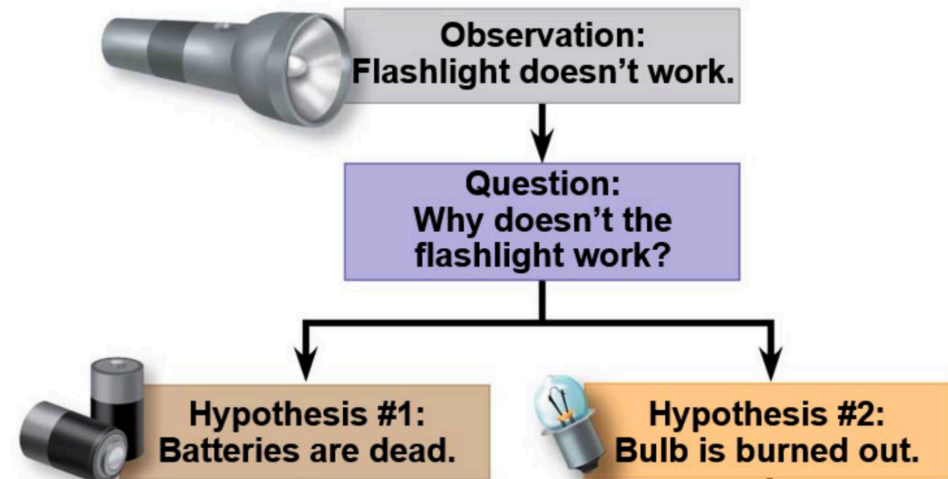 Observation:
Flashlight doesn’t work.
Question:
Why doesn’t the
flashlight work?
Hypothesis #1:
Batteries are dead.
Hypothesis #2:
Bulb is burned out.